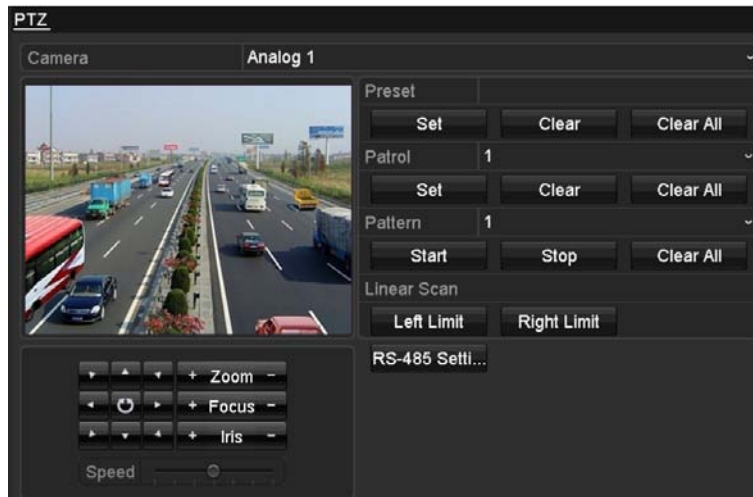 PTZ
Camera Analog 1
Preset
Set Clear Clear All
Patrol 1
Set Clear Clear All
Pattern 1
Start Stop Clear All
Linear Scan
Left Limit Right Limit
RS-485 Setti...
+ Zoom -
+ Focus -
+ Iris -
Speed